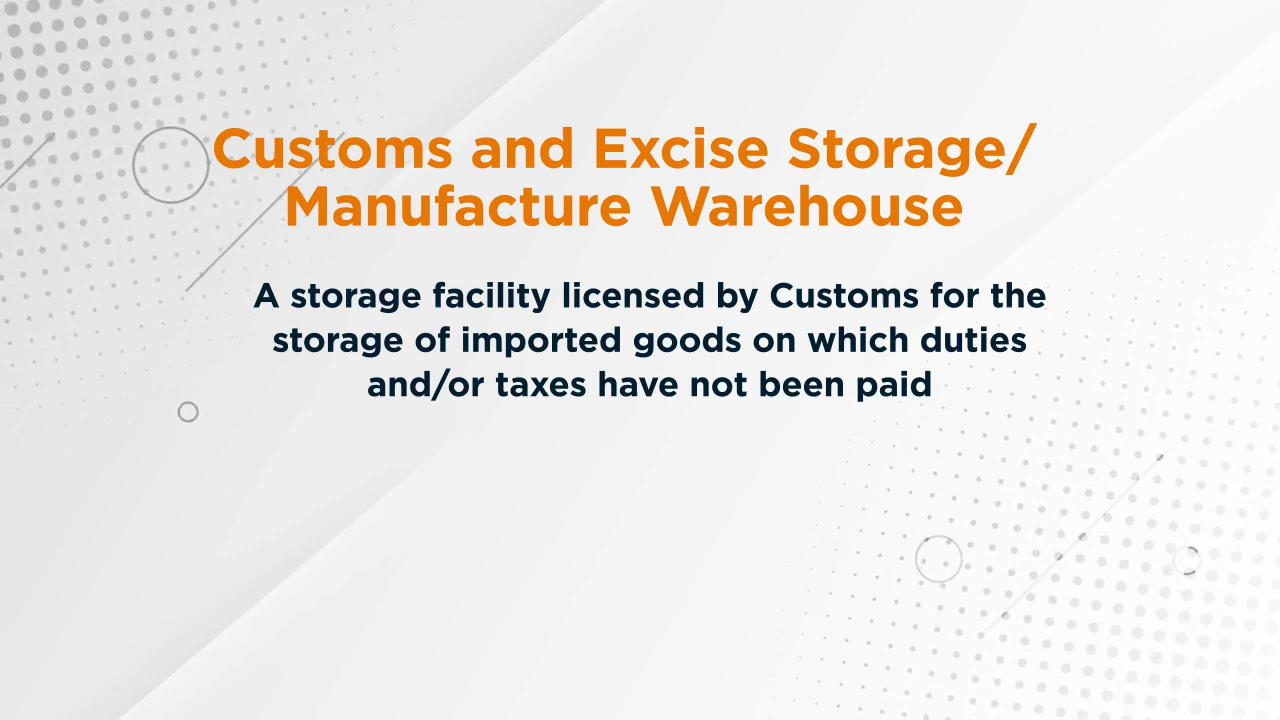 Customs and Excise Storage/
Manufacture Warehouse
A storage facility licensed by Customs for the
storage of imported goods on which duties
and/or taxes have not been paid